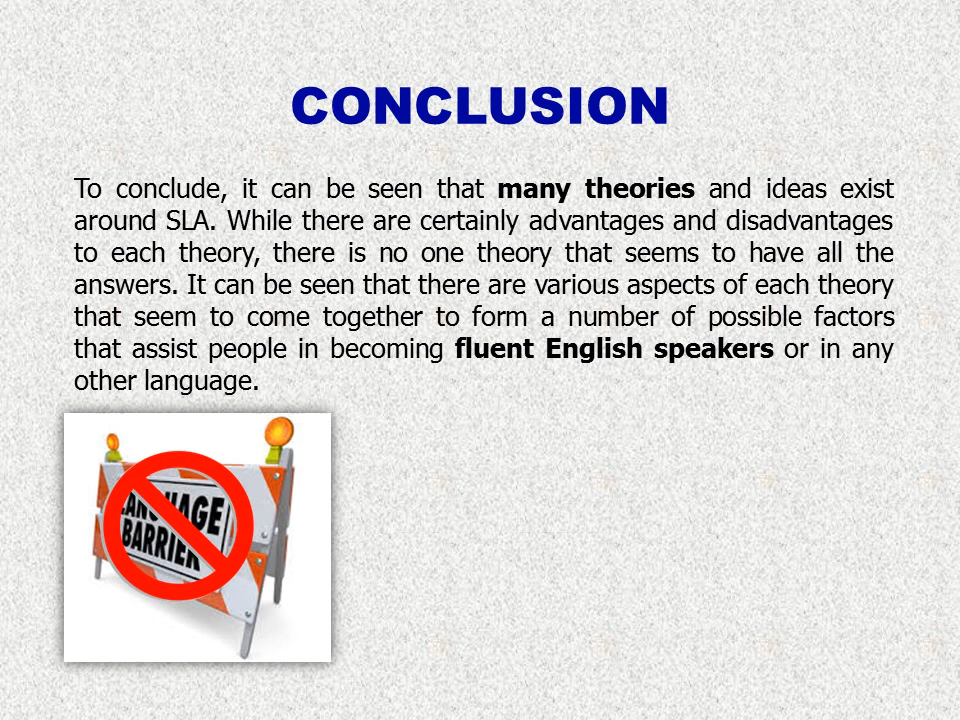 CONCLUSION
To conclude, it can be seen that many theories and ideas exist
around SLA. While there are certainly advantages and disadvantages
to each theory, there is no one theory that seems to have all the
answers. It can be seen that there are various aspects of each theory
that seem to come together to form a number of possible factors
that assist people in becoming fluent English speakers or in any
other language.
LANGUAGE
BARRIER